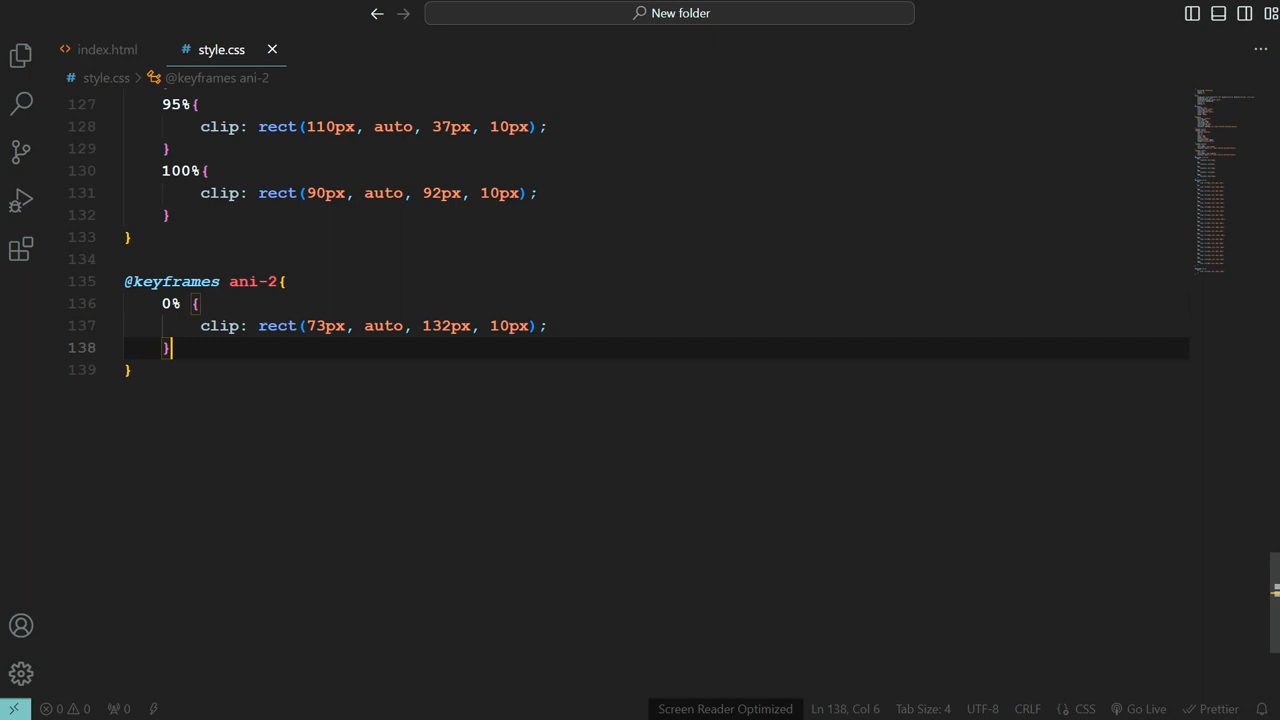 New folder
index.html
# style.css
# style.css > @keyframes ani-2
127 95%{
128 clip: rect(110px, auto, 37px, 10px);
129 }
130 100%{
131 clip: rect(90px, auto, 92px, 10px);
132 }
133 }
134
135 @keyframes ani-2{
136 0% {
137 clip: rect(73px, auto, 132px, 10px);
138 }
139 }
0 0 0 Screen Reader Optimized Ln 138, Col 6 Tab Size: 4 UTF-8 CRLF CSS Go Live Prettier